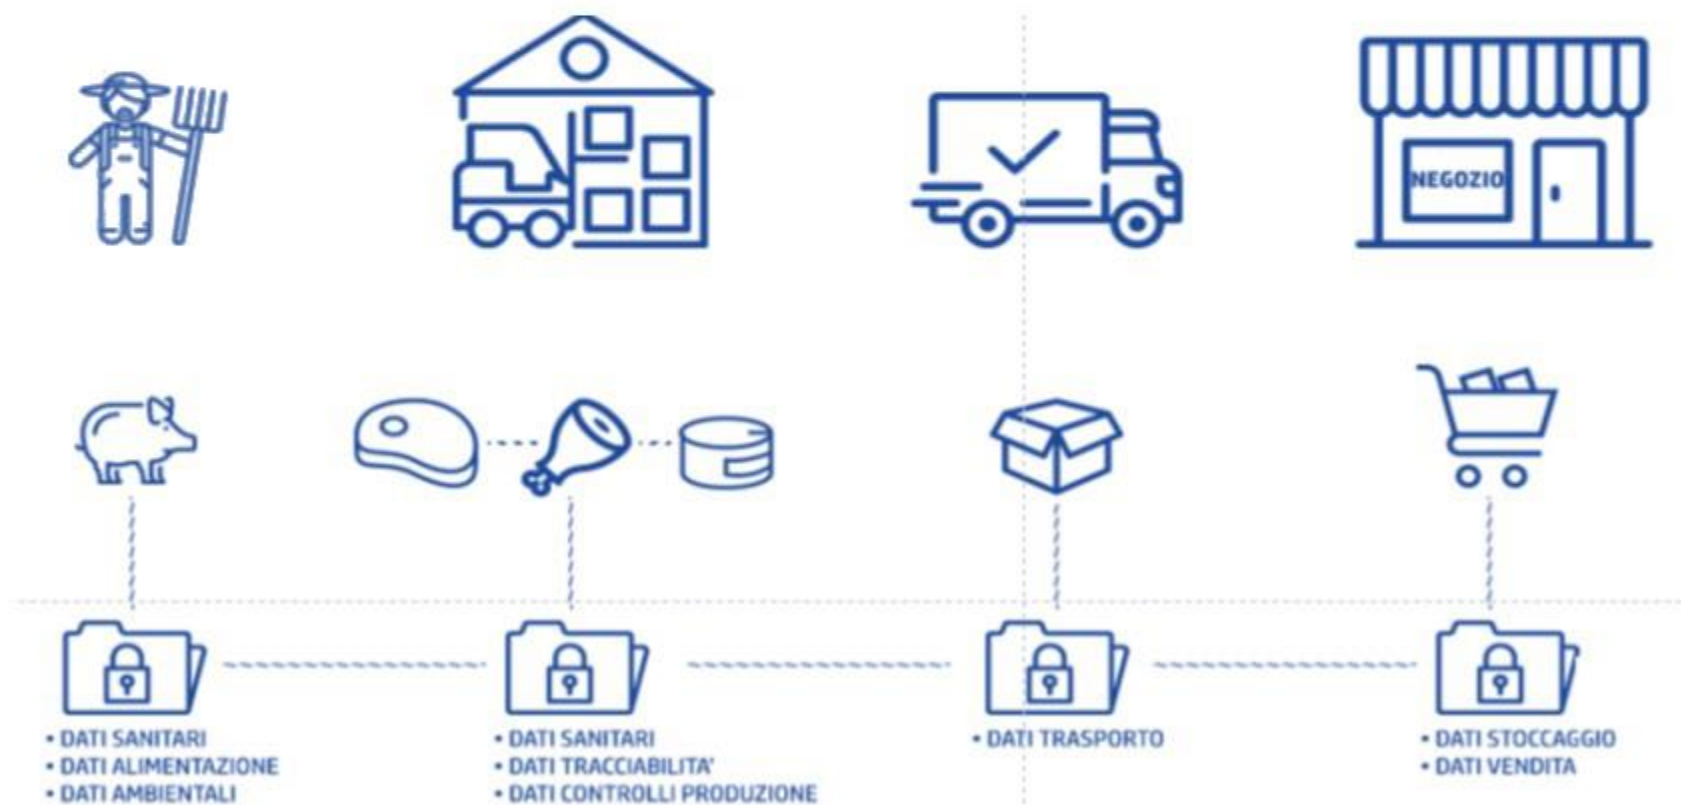 NEGOZIO
• DATI SANITARI
• DATI ALIMENTAZIONE
• DATI AMBIENTALI
• DATI SANITARI
• DATI TRACCIABILITA'
• DATI CONTROLLI PRODUZIONE
• DATI TRASPORTO
• DATI STOCCAGGIO
• DATI VENDITA